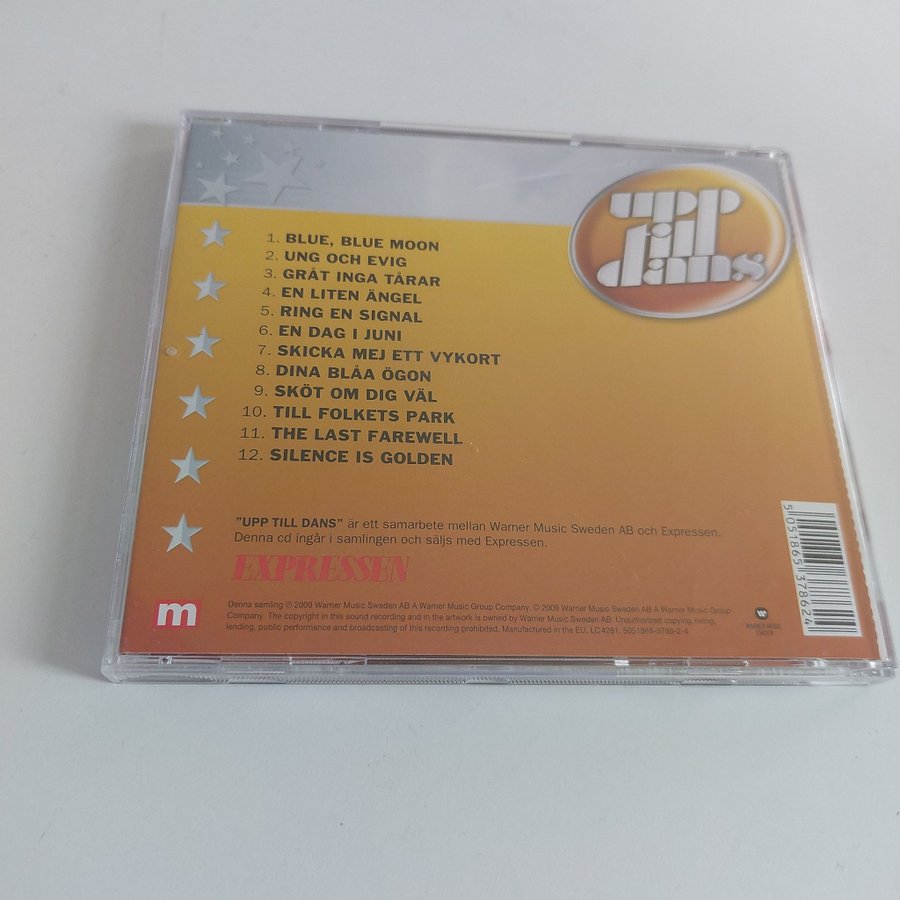 upp
till
dans
1. BLUE, BLUE MOON
2. UNG OCH EVIG
3. GRÅT INGA TÅRAR
4. EN LITEN ÄNGEL
5. RING EN SIGNAL
6. EN DAG I JUNI
7. SKICKA MEJ ETT VYKORT
8. DINA BLÅA ÖGON
9. SKÖT OM DIG VÄL
10. TILL FOLKETS PARK
11. THE LAST FAREWELL
12. SILENCE IS GOLDEN
"UPP TILL DANS" är ett samarbete mellan Warner Music Sweden AB och Expressen.
Denna cd ingår i samlingen och säljs med Expressen.
EXPRESSEN
m
Denna samling ℗ 2009 Warner Music Sweden AB A Warner Music Group Company. © 2009 Warner Music Sweden AB A Warner Music Group
Company. The copyright in this sound recording and in the artwork is owned by Warner Music Sweden AB. Unauthorized copying, hiring,
lending, public performance and broadcasting of this recording prohibited. Manufactured in the EU. LC 4281. 5051865-3786-2-4
WARNER MUSIC
SWEDEN
5 051865 378624